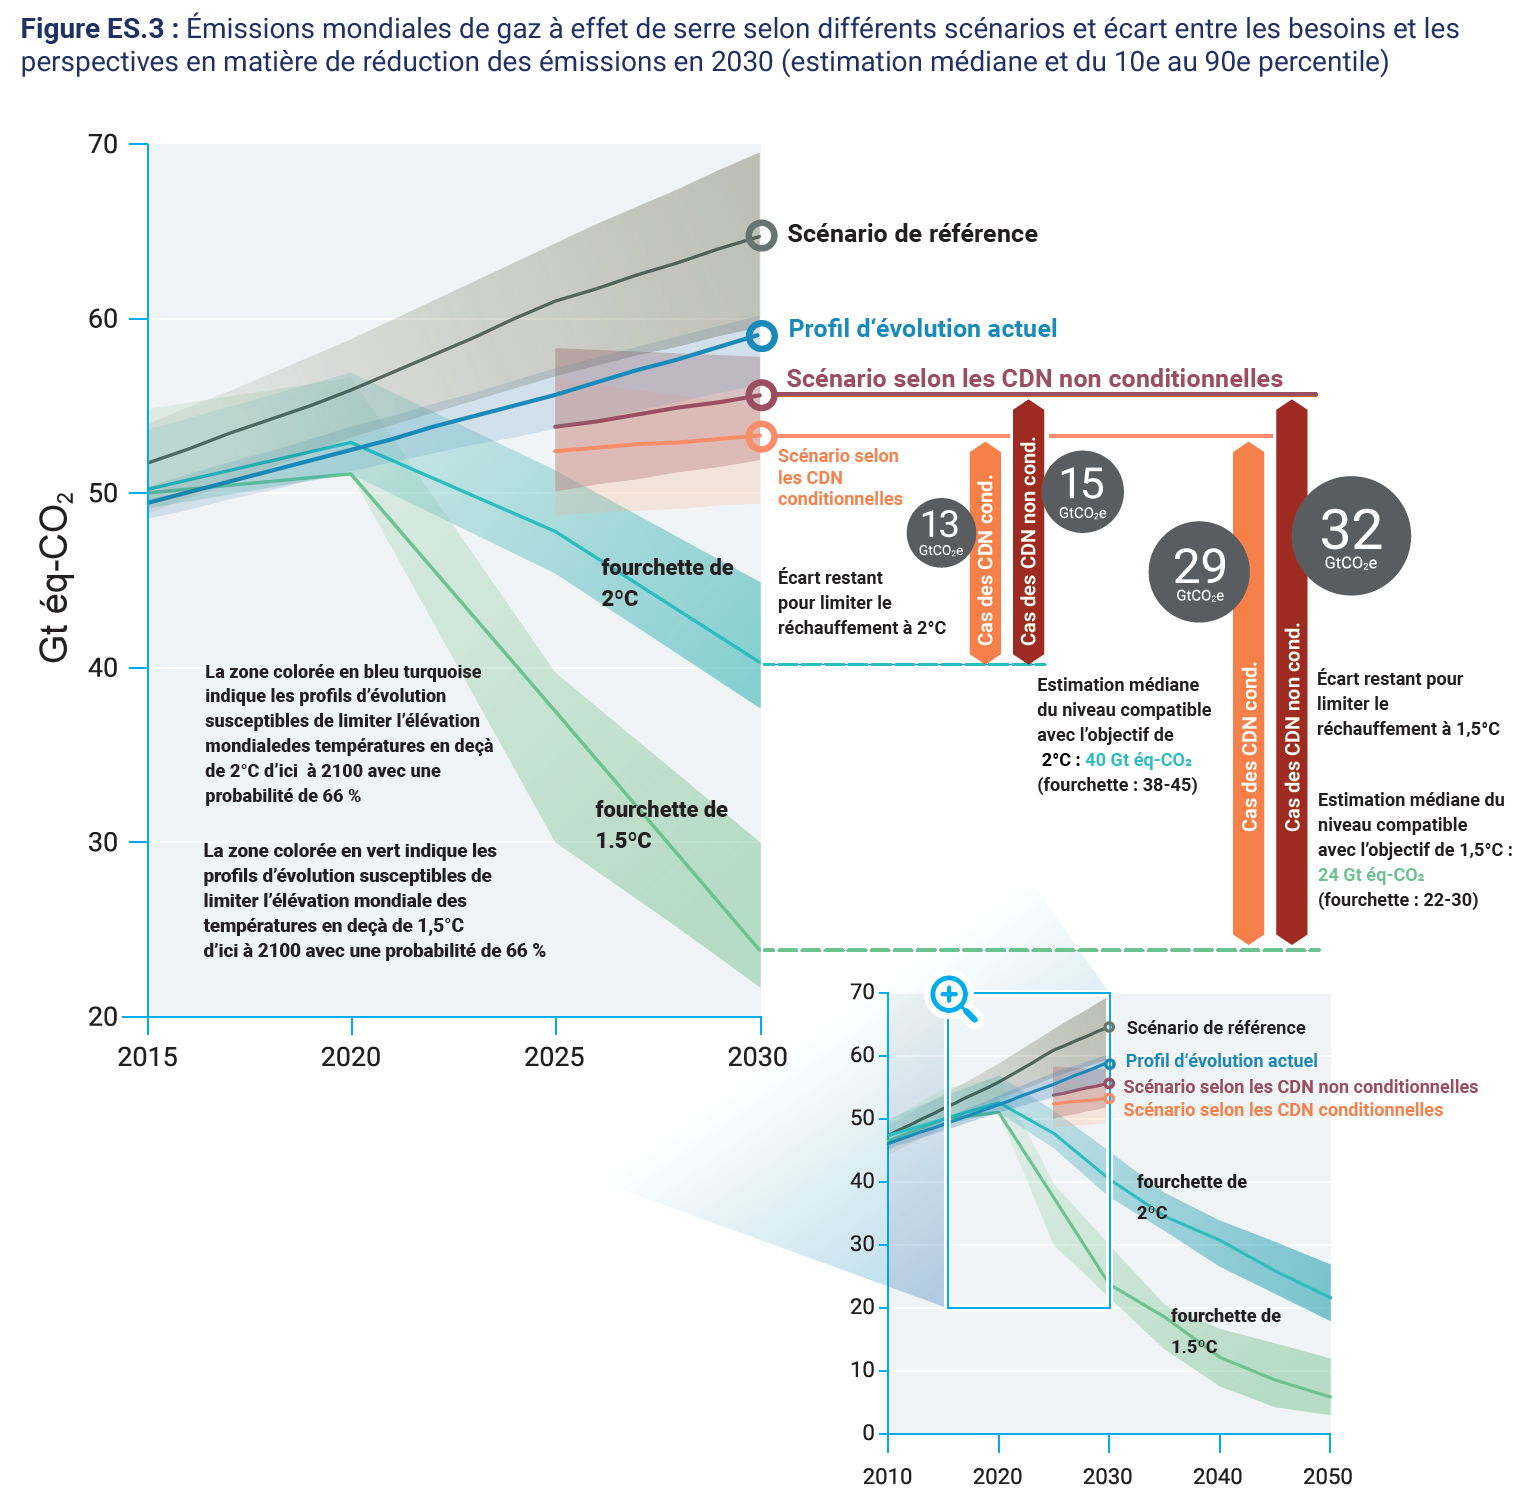 Figure ES.3 : Émissions mondiales de gaz à effet de serre selon différents scénarios et écart entre les besoins et les
perspectives en matière de réduction des émissions en 2030 (estimation médiane et du 10e au 90e percentile)
70
60
50
40
30
20
Gt éq-CO₂
2015
2020
2025
2030
Scénario de référence
Profil d‘évolution actuel
Scénario selon les CDN non conditionnelles
Scénario selon
les CDN
conditionnelles
fourchette de
2ºC
fourchette de
1.5ºC
La zone colorée en bleu turquoise
indique les profils d’évolution
susceptibles de limiter l’élévation
mondialedes températures en deçà
de 2°C d’ici à 2100 avec une
probabilité de 66 %
La zone colorée en vert indique les
profils d’évolution susceptibles de
limiter l’élévation mondiale des
températures en deçà de 1,5°C
d’ici à 2100 avec une probabilité de 66 %
Écart restant
pour limiter le
réchauffement à 2°C
13
GtCO₂e
Cas des CDN cond.
Cas des CDN non cond.
15
GtCO₂e
Estimation médiane
du niveau compatible
avec l’objectif de
2°C : 40 Gt éq-CO₂
(fourchette : 38-45)
29
GtCO₂e
Cas des CDN cond.
Cas des CDN non cond.
32
GtCO₂e
Écart restant pour
limiter le
réchauffement à 1,5°C
Estimation médiane du
niveau compatible
avec l’objectif de 1,5°C :
24 Gt éq-CO₂
(fourchette : 22-30)
70
60
50
40
30
20
10
0
2010
2020
2030
2040
2050
Scénario de référence
Profil d‘évolution actuel
Scénario selon les CDN non conditionnelles
Scénario selon les CDN conditionnelles
fourchette de
2ºC
fourchette de
1.5ºC